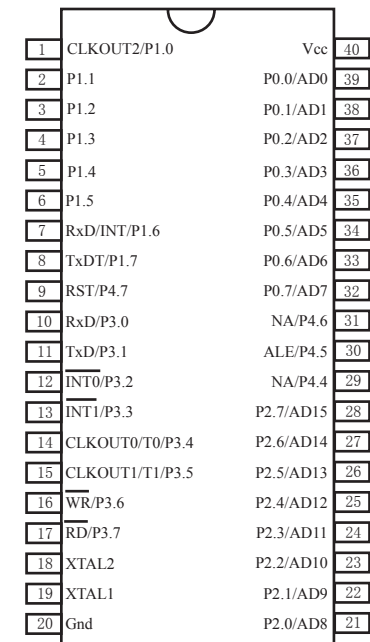 1 CLKOUT2/P1.0 Vcc 40
2 P1.1 P0.0/AD0 39
3 P1.2 P0.1/AD1 38
4 P1.3 P0.2/AD2 37
5 P1.4 P0.3/AD3 36
6 P1.5 P0.4/AD4 35
7 RxD/INT/P1.6 P0.5/AD5 34
8 TxDT/P1.7 P0.6/AD6 33
9 RST/P4.7 P0.7/AD7 32
10 RxD/P3.0 NA/P4.6 31
11 TxD/P3.1 ALE/P4.5 30
12 INT0/P3.2 NA/P4.4 29
13 INT1/P3.3 P2.7/AD15 28
14 CLKOUT0/T0/P3.4 P2.6/AD14 27
15 CLKOUT1/T1/P3.5 P2.5/AD13 26
16 WR/P3.6 P2.4/AD12 25
17 RD/P3.7 P2.3/AD11 24
18 XTAL2 P2.2/AD10 23
19 XTAL1 P2.1/AD9 22
20 Gnd P2.0/AD8 21